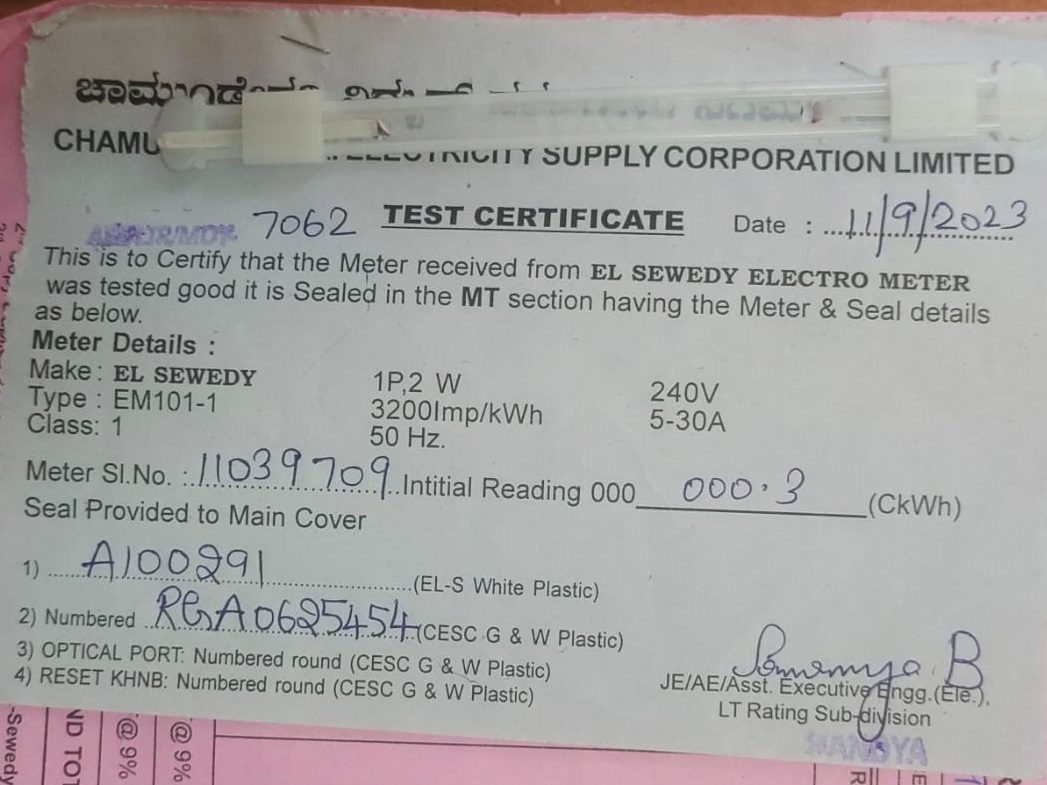 CHAMU ELECTRICITY SUPPLY CORPORATION LIMITED
7062 TEST CERTIFICATE Date : 11/9/2023
This is to Certify that the Meter received from EL SEWEDY ELECTRO METER
was tested good it is Sealed in the MT section having the Meter & Seal details
as below.
Meter Details :
Make : EL SEWEDY 1P,2 W 240V
Type : EM101-1 3200Imp/kWh 5-30A
Class: 1 50 Hz.
Meter Sl.No. : 11039709 Intitial Reading 000 000.3 (CkWh)
Seal Provided to Main Cover
1) A100291 (EL-S White Plastic)
2) Numbered RGA0625454 (CESC G & W Plastic)
3) OPTICAL PORT: Numbered round (CESC G & W Plastic)
4) RESET KHNB: Numbered round (CESC G & W Plastic)
JE/AE/Asst. Executive Engg.(Ele.),
LT Rating Sub-division
MANDYA
-Sewedy
ND TOT
@ 9%
@ 9%